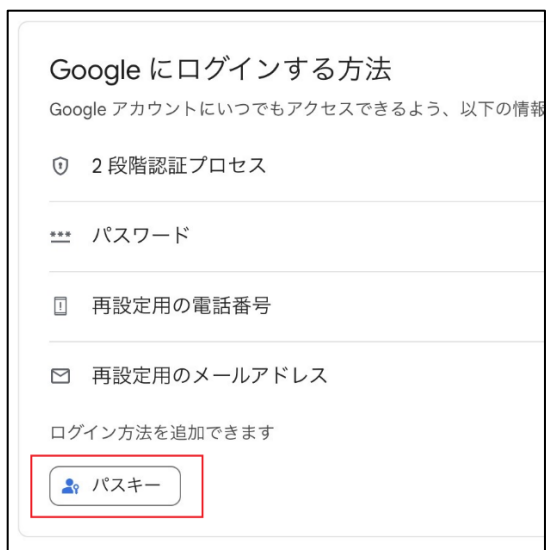 Google にログインする方法
Google アカウントにいつでもアクセスできるよう、以下の情報
2 段階認証プロセス
パスワード
再設定用の電話番号
再設定用のメールアドレス
ログイン方法を追加できます
パスキー